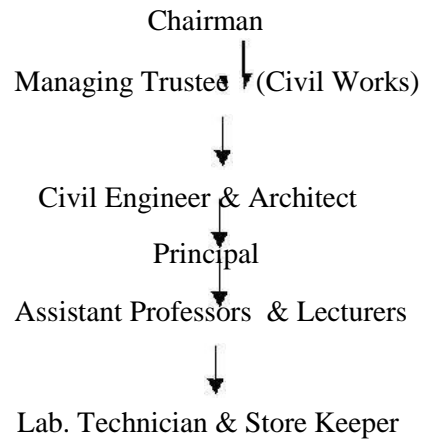 Chairman
Managing Trustee (Civil Works)
Civil Engineer & Architect
Principal
Assistant Professors & Lecturers
Lab. Technician & Store Keeper